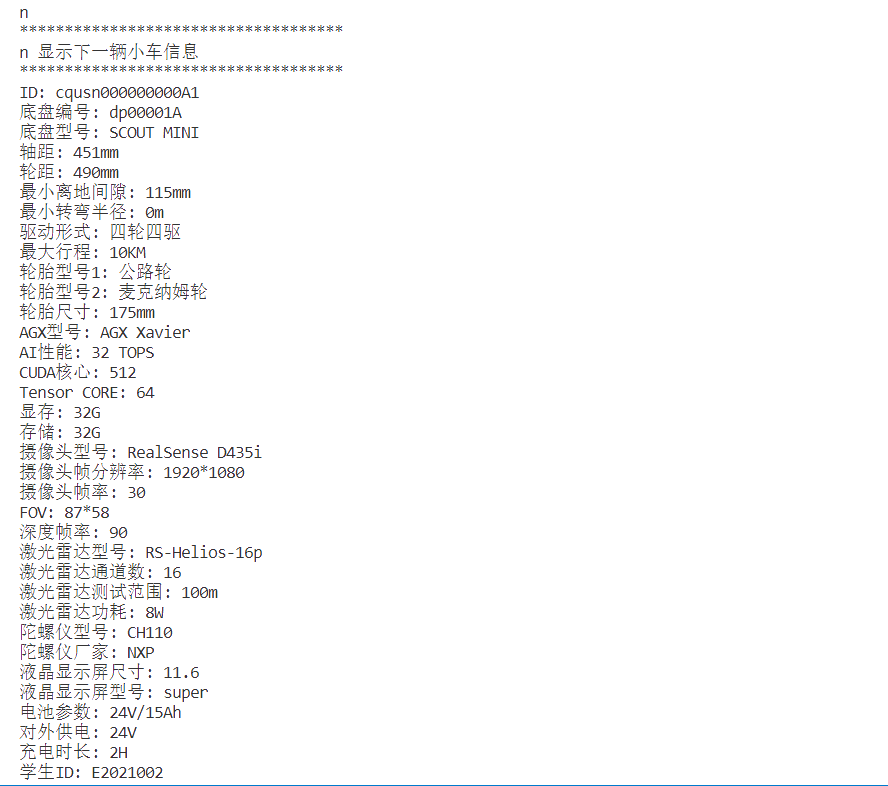 n
************************************
n 显示下一辆小车信息
************************************
ID: cqusn000000000A1
底盘编号: dp00001A
底盘型号: SCOUT MINI
轴距: 451mm
轮距: 490mm
最小离地间隙: 115mm
最小转弯半径: 0m
驱动形式: 四轮四驱
最大行程: 10KM
轮胎型号1: 公路轮
轮胎型号2: 麦克纳姆轮
轮胎尺寸: 175mm
AGX型号: AGX Xavier
AI性能: 32 TOPS
CUDA核心: 512
Tensor CORE: 64
显存: 32G
存储: 32G
摄像头型号: RealSense D435i
摄像头帧分辨率: 1920*1080
摄像头帧率: 30
FOV: 87*58
深度帧率: 90
激光雷达型号: RS-Helios-16p
激光雷达通道数: 16
激光雷达测试范围: 100m
激光雷达功耗: 8W
陀螺仪型号: CH110
陀螺仪厂家: NXP
液晶显示屏尺寸: 11.6
液晶显示屏型号: super
电池参数: 24V/15Ah
对外供电: 24V
充电时长: 2H
学生ID: E2021002